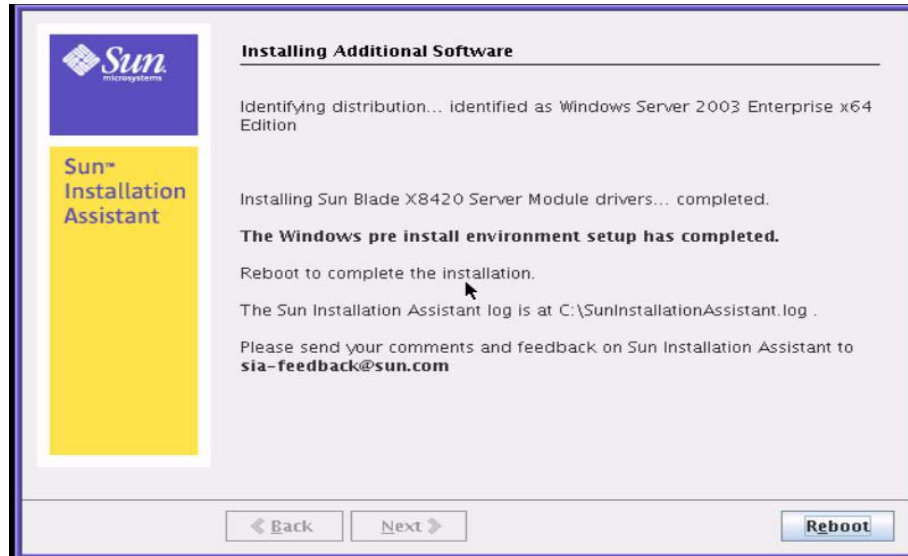 Sun
microsystems
Sun™
Installation
Assistant
Installing Additional Software
Identifying distribution... identified as Windows Server 2003 Enterprise x64
Edition
Installing Sun Blade X8420 Server Module drivers... completed.
The Windows pre install environment setup has completed.
Reboot to complete the installation.
The Sun Installation Assistant log is at C:\SunInstallationAssistant.log .
Please send your comments and feedback on Sun Installation Assistant to
sia-feedback@sun.com
Back
Next
Reboot